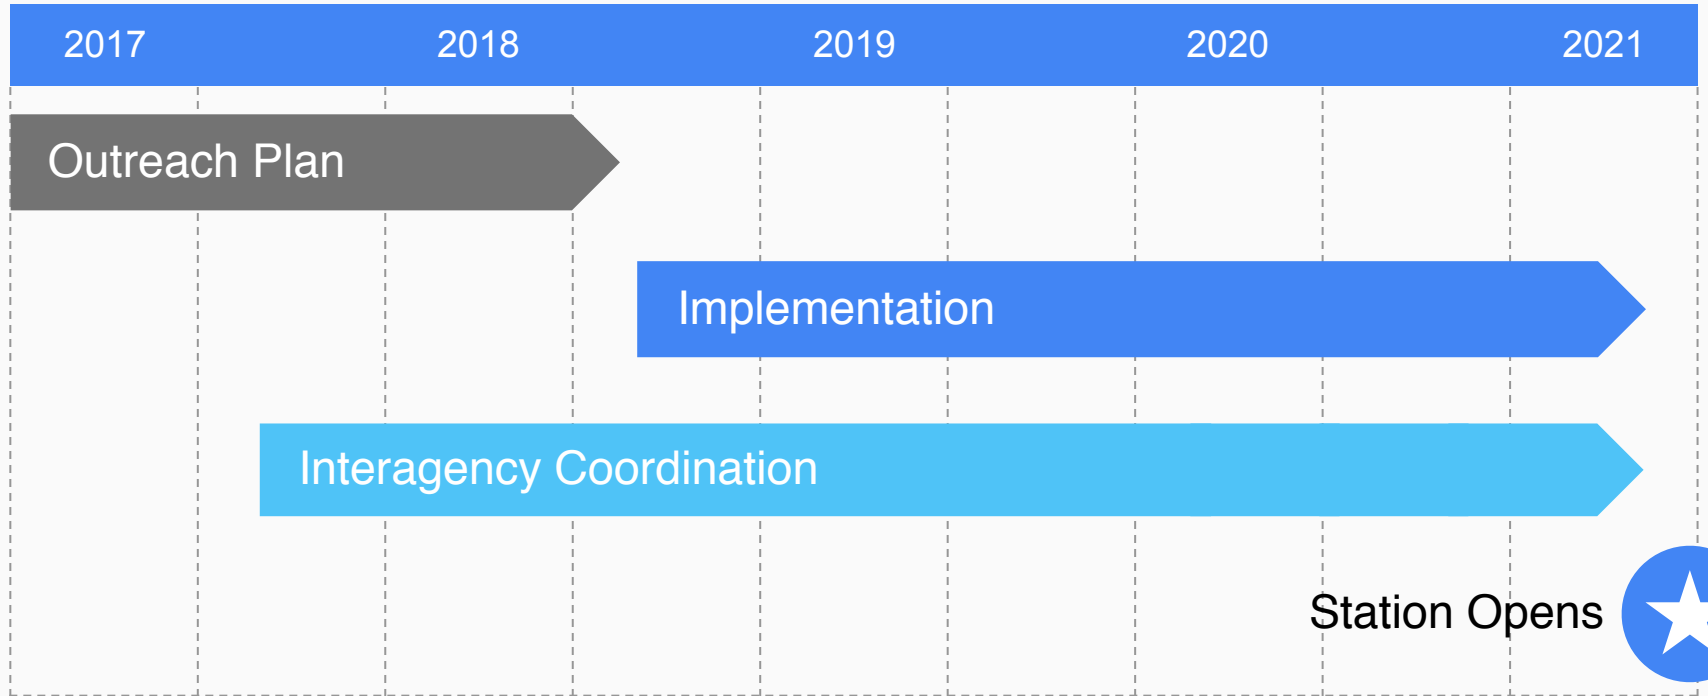 2017 2018 2019 2020 2021
Outreach Plan
Implementation
Interagency Coordination
Station Opens